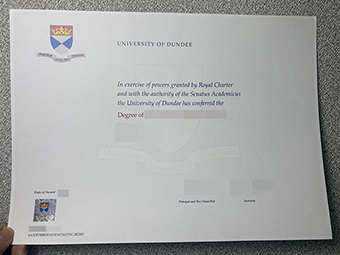 UNIVERSITY OF DUNDEE
In exercise of powers granted by Royal Charter
and with the authority of the Senatus Academicus
the University of Dundee has conferred the
Degree of
Date of Award
Principal and Vice Chancellor
Secretary